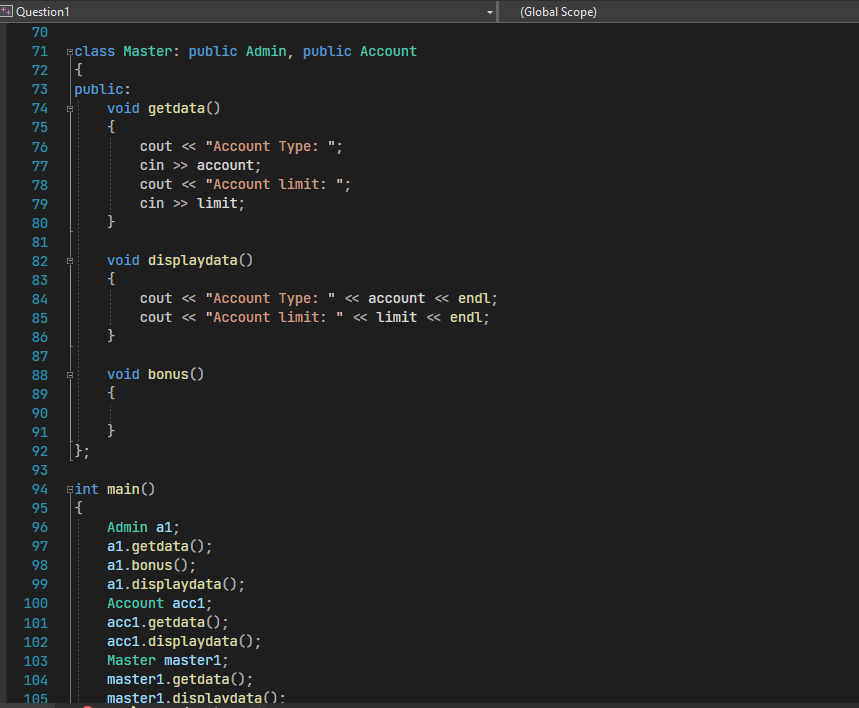 Question1 (Global Scope)
70
71 class Master: public Admin, public Account
72 {
73 public:
74 void getdata()
75 {
76 cout << "Account Type: ";
77 cin >> account;
78 cout << "Account limit: ";
79 cin >> limit;
80 }
81
82 void displaydata()
83 {
84 cout << "Account Type: " << account << endl;
85 cout << "Account limit: " << limit << endl;
86 }
87
88 void bonus()
89 {
90
91 }
92 };
93
94 int main()
95 {
96 Admin a1;
97 a1.getdata();
98 a1.bonus();
99 a1.displaydata();
100 Account acc1;
101 acc1.getdata();
102 acc1.displaydata();
103 Master master1;
104 master1.getdata();
105 master1.displaydata();